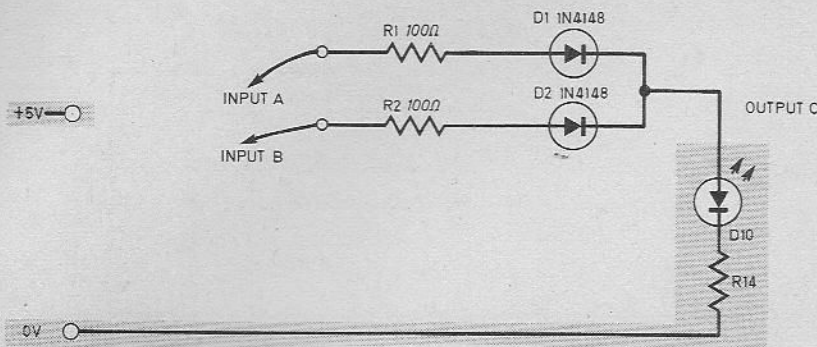 D1 1N4148
R1 100Ω
INPUT A
D2 1N4148
R2 100Ω
+5V
OUTPUT C
INPUT B
D10
R14
0V